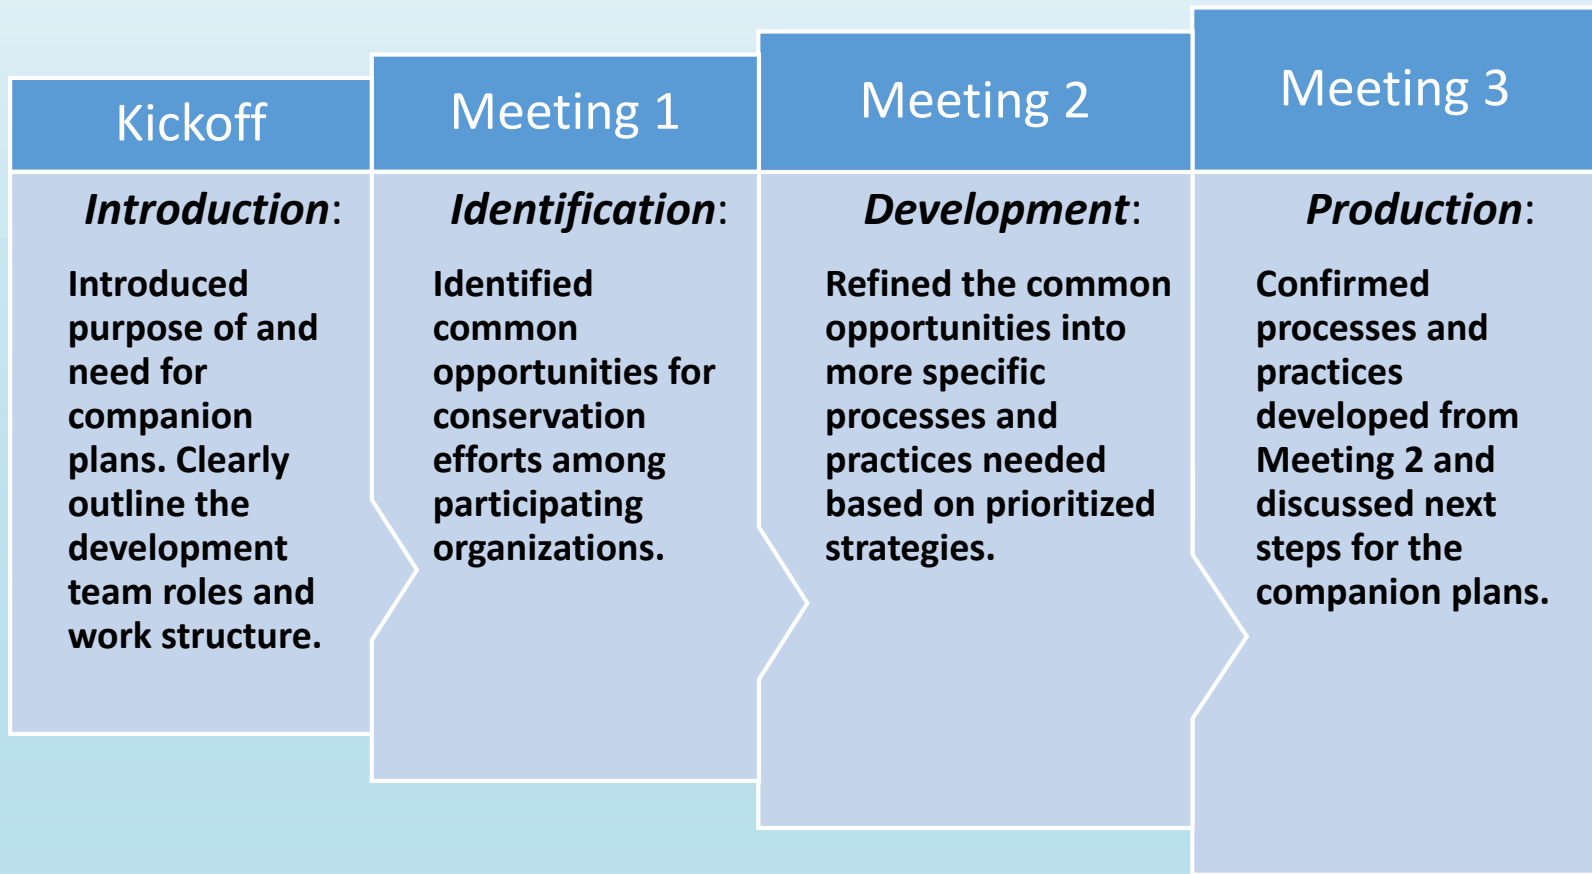 Kickoff
Introduction:
Introduced
purpose of and
need for
companion
plans. Clearly
outline the
development
team roles and
work structure.
Meeting 1
Identification:
Identified
common
opportunities for
conservation
efforts among
participating
organizations.
Meeting 2
Development:
Refined the common
opportunities into
more specific
processes and
practices needed
based on prioritized
strategies.
Meeting 3
Production:
Confirmed
processes and
practices
developed from
Meeting 2 and
discussed next
steps for the
companion plans.